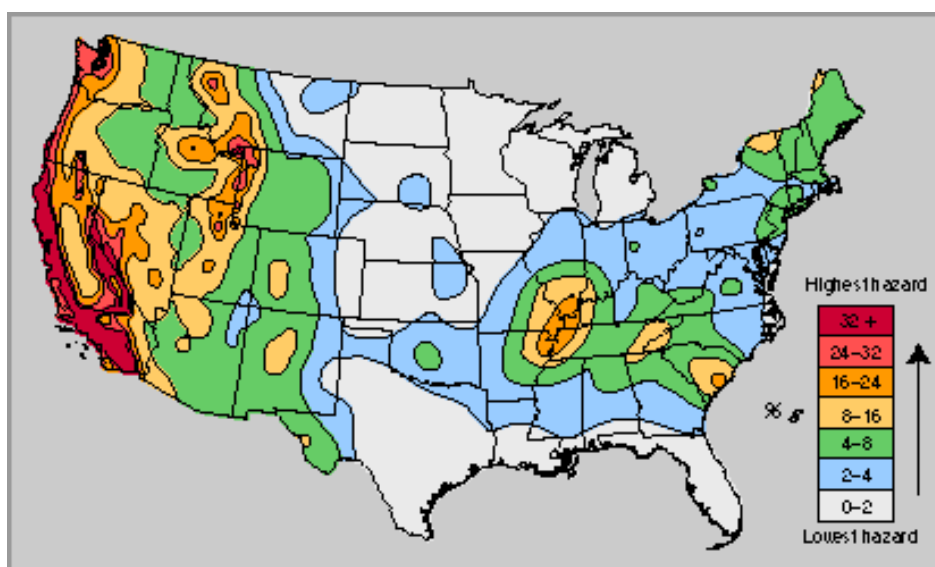 Highest hazard
32 +
24-32
16-24
% g
8-16
4-8
2-4
0-2
Lowest hazard